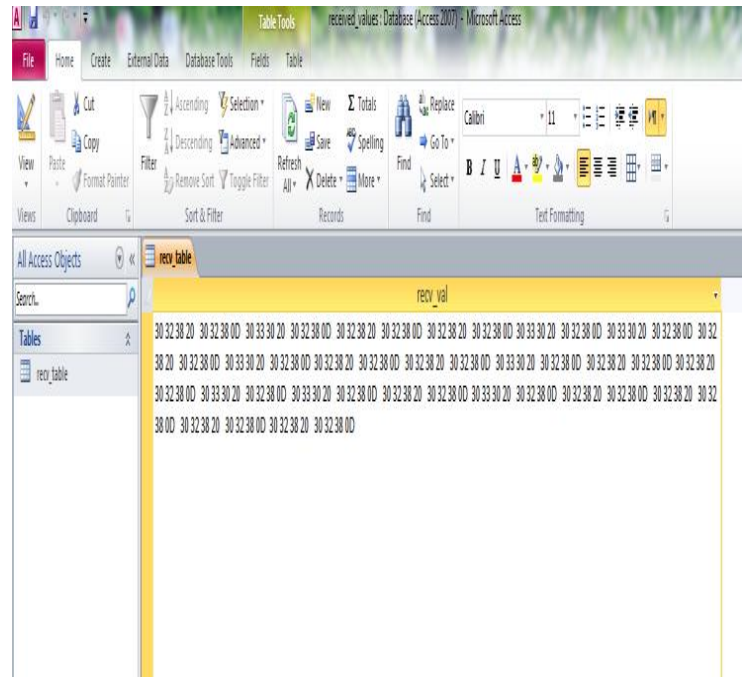 A
Table Tools
received_values : Database (Access 2007) - Microsoft Access
File Home Create External Data Database Tools Fields Table
View
Views
Paste
Cut
Copy
Format Painter
Clipboard
Filter
Ascending
Descending
Remove Sort
Selection
Advanced
Toggle Filter
Sort & Filter
Refresh
All
New
Save
Delete
Σ Totals
Spelling
More
Records
Find
Replace
Go To
Select
Find
Calibri 11
B I U A
Text Formatting
All Access Objects
Search..
Tables
recv_table
recv_table
recv_val
30 32 38 20 30 32 38 0D 30 33 30 20 30 32 38 0D 30 32 38 20 30 32 38 0D 30 32 38 20 30 32 38 0D 30 33 30 20 30 32 38 0D 30 33 30 20 30 32 38 0D 30 32
38 20 30 32 38 0D 30 33 30 20 30 32 38 0D 30 32 38 20 30 32 38 0D 30 32 38 20 30 32 38 0D 30 33 30 20 30 32 38 0D 30 32 38 20 30 32 38 0D 30 32 38 20
30 32 38 0D 30 33 30 20 30 32 38 0D 30 33 30 20 30 32 38 0D 30 32 38 20 30 32 38 0D 30 33 30 20 30 32 38 0D 30 32 38 20 30 32 38 0D 30 32 38 20 30 32
38 0D 30 32 38 20 30 32 38 0D 30 32 38 20 30 32 38 0D